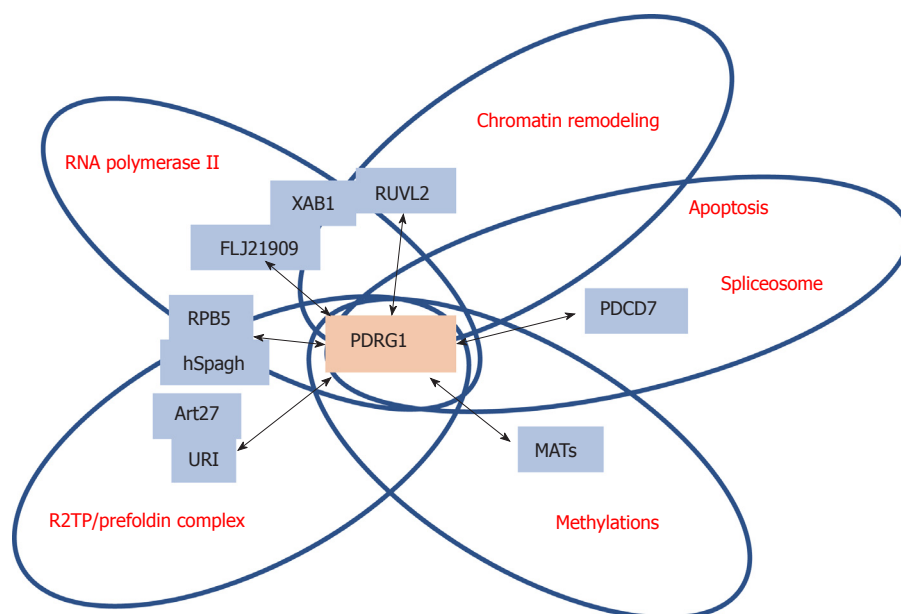 Chromatin remodeling
RNA polymerase II
RUVL2
XAB1
Apoptosis
FLJ21909
Spliceosome
RPB5
PDCD7
PDRG1
hSpagh
Art27
URI
MATs
R2TP/prefoldin complex
Methylations